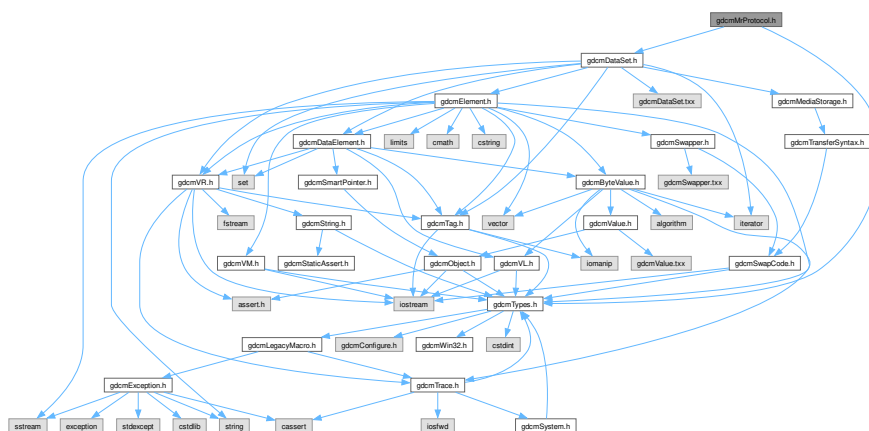 gdcmMrProtocol.h
gdcmDataSet.h
gdcmElement.h
gdcmDataSet.txx
gdcmMediaStorage.h
gdcmDataElement.h
limits
cmath
cstring
gdcmSwapper.h
gdcmTransferSyntax.h
gdcmVR.h
set
gdcmSmartPointer.h
gdcmByteValue.h
gdcmSwapper.txx
fstream
gdcmString.h
gdcmTag.h
vector
gdcmValue.h
algorithm
iterator
gdcmVM.h
gdcmStaticAssert.h
gdcmObject.h
gdcmVL.h
iomanip
gdcmValue.txx
gdcmSwapCode.h
assert.h
iostream
gdcmTypes.h
gdcmLegacyMacro.h
gdcmConfigure.h
gdcmWin32.h
cstdint
gdcmException.h
gdcmTrace.h
sstream
exception
stdexcept
cstdlib
string
cassert
iosfwd
gdcmSystem.h